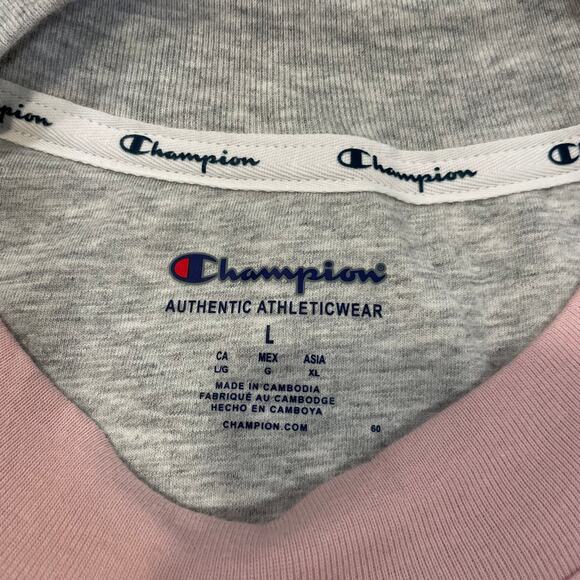 pion Champion Champion C
Champion®
AUTHENTIC ATHLETICWEAR
L
CA MEX ASIA
L/G G XL
MADE IN CAMBODIA
FABRIQUÉ AU CAMBODGE
HECHO EN CAMBOYA
CHAMPION.COM 60